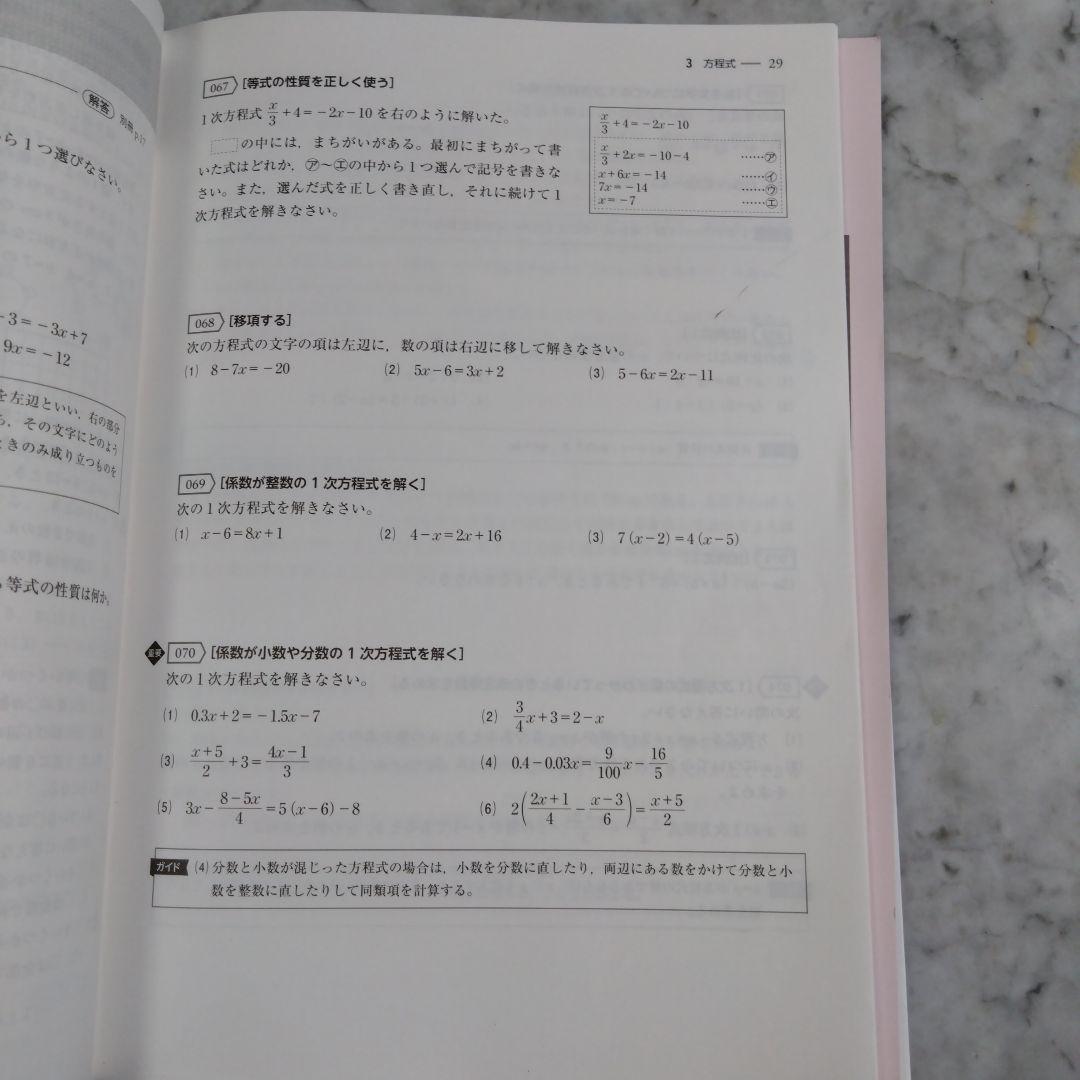 解答 別冊 p.17
ら1つ選びなさい。
-3=-3x+7
9x=-12
を左辺といい，右の部分
ら，その文字にどのよう
ときのみ成り立つものを
等式の性質は何か。
3 方程式 — 29
067 [等式の性質を正しく使う]
1次方程式 x/3+4=-2x-10 を右のように解いた。
の中には，まちがいがある。最初にまちがって書
いた式はどれか，㋐〜㋓の中から1つ選んで記号を書きな
さい。また，選んだ式を正しく書き直し，それに続けて1
次方程式を解きなさい。
x/3+4=-2x-10
x/3+2x=-10-4 ……㋐
x+6x=-14 ……㋑
7x=-14 ……㋒
x=-7 ……㋓
068 [移項する]
次の方程式の文字の項は左辺に，数の項は右辺に移して解きなさい。
(1) 8-7x=-20 (2) 5x-6=3x+2 (3) 5-6x=2x-11
069 [係数が整数の1次方程式を解く]
次の1次方程式を解きなさい。
(1) x-6=8x+1 (2) 4-x=2x+16 (3) 7(x-2)=4(x-5)
重要 070 [係数が小数や分数の1次方程式を解く]
次の1次方程式を解きなさい。
(1) 0.3x+2=-1.5x-7 (2) 3/4x+3=2-x
(3) x+5/2+3=4x-1/3 (4) 0.4-0.03x=9/100x-16/5
(5) 3x-8-5x/4=5(x-6)-8 (6) 2(2x+1/4-x-3/6)=x+5/2
ガイド (4)分数と小数が混じった方程式の場合は，小数を分数に直したり，両辺にある数をかけて分数と小
数を整数に直したりして同類項を計算する。